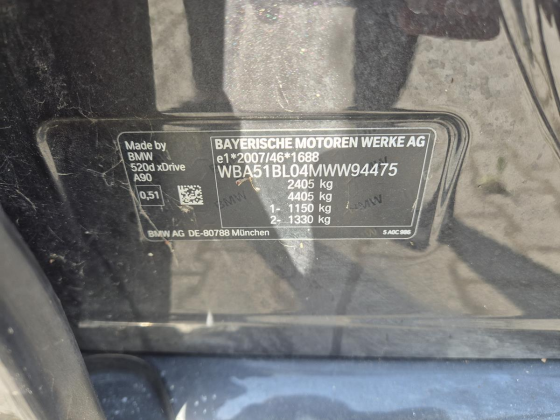 Made by
BMW
520d xDrive
A90
0,51
BAYERISCHE MOTOREN WERKE AG
e1*2007/46*1688
WBA51BL04MWW94475
2405 kg
4405 kg
1- 1150 kg
2- 1330 kg
BMW AG DE-80788 München